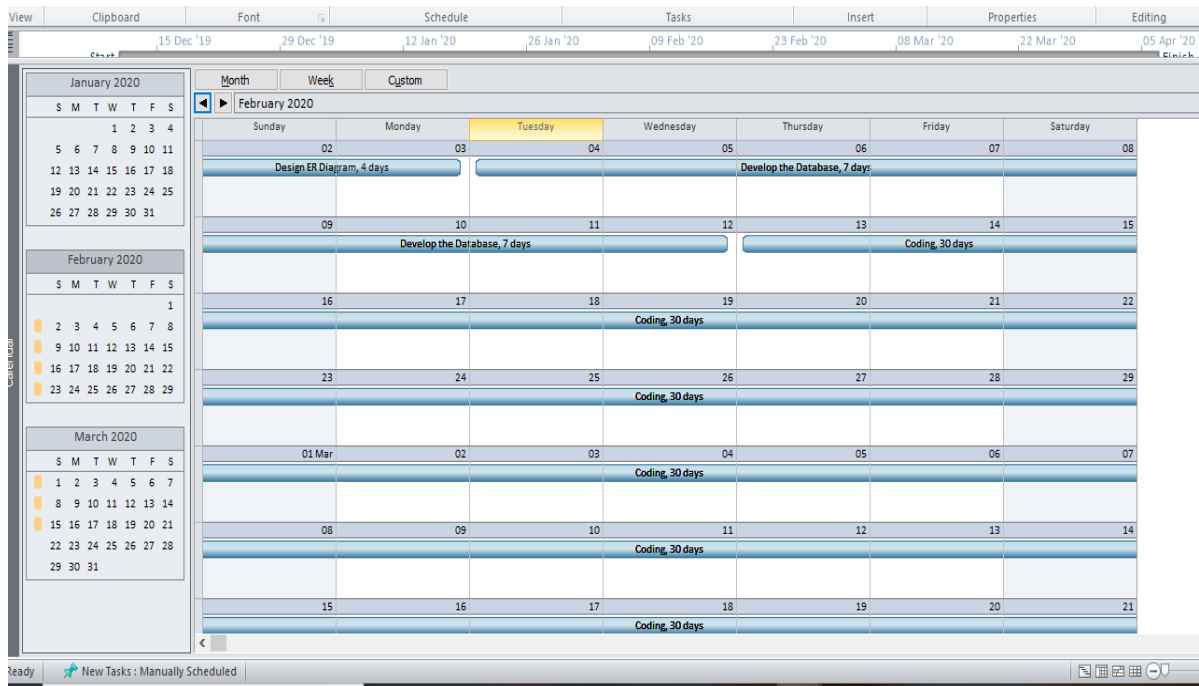 View Clipboard Font Schedule Tasks Insert Properties Editing
15 Dec '19 29 Dec '19 12 Jan '20 26 Jan '20 09 Feb '20 23 Feb '20 08 Mar '20 22 Mar '20 05 Apr '20
Start Finish
Calendar
January 2020
S M T W T F S
1 2 3 4
5 6 7 8 9 10 11
12 13 14 15 16 17 18
19 20 21 22 23 24 25
26 27 28 29 30 31
February 2020
S M T W T F S
1
2 3 4 5 6 7 8
9 10 11 12 13 14 15
16 17 18 19 20 21 22
23 24 25 26 27 28 29
March 2020
S M T W T F S
1 2 3 4 5 6 7
8 9 10 11 12 13 14
15 16 17 18 19 20 21
22 23 24 25 26 27 28
29 30 31
Month Week Custom
February 2020
Sunday Monday Tuesday Wednesday Thursday Friday Saturday
02 03 04 05 06 07 08
Design ER Diagram, 4 days Develop the Database, 7 days
09 10 11 12 13 14 15
Develop the Database, 7 days Coding, 30 days
16 17 18 19 20 21 22
Coding, 30 days
23 24 25 26 27 28 29
Coding, 30 days
01 Mar 02 03 04 05 06 07
Coding, 30 days
08 09 10 11 12 13 14
Coding, 30 days
15 16 17 18 19 20 21
Coding, 30 days
Ready New Tasks : Manually Scheduled